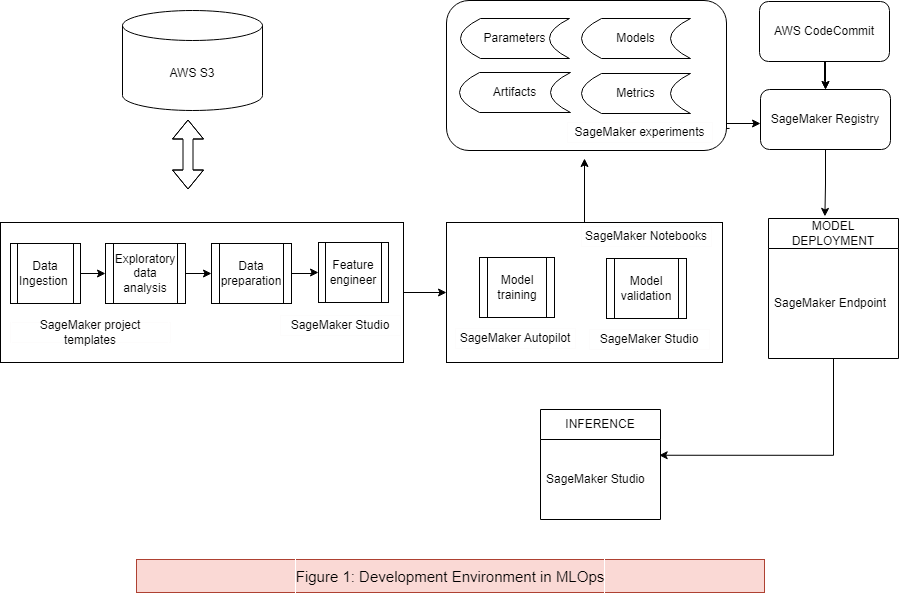 AWS S3
Parameters
Models
Artifacts
Metrics
SageMaker experiments
AWS CodeCommit
SageMaker Registry
Data
Ingestion
Exploratory
data
analysis
Data
preparation
Feature
engineer
SageMaker project
templates
SageMaker Studio
SageMaker Notebooks
Model
training
Model
validation
SageMaker Autopilot
SageMaker Studio
MODEL
DEPLOYMENT
SageMaker Endpoint
INFERENCE
SageMaker Studio
Figure 1: Development Environment in MLOps